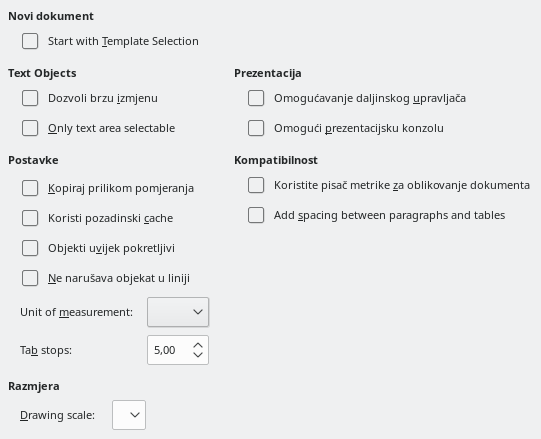 Novi dokument
Start with Template Selection
Text Objects
Dozvoli brzu izmjenu
Only text area selectable
Prezentacija
Omogućavanje daljinskog upravljača
Omogući prezentacijsku konzolu
Postavke
Kopiraj prilikom pomjeranja
Koristi pozadinski cache
Objekti uvijek pokretljivi
Ne narušava objekat u liniji
Kompatibilnost
Koristite pisač metrike za oblikovanje dokumenta
Add spacing between paragraphs and tables
Unit of measurement:
Tab stops: 5,00
Razmjera
Drawing scale: